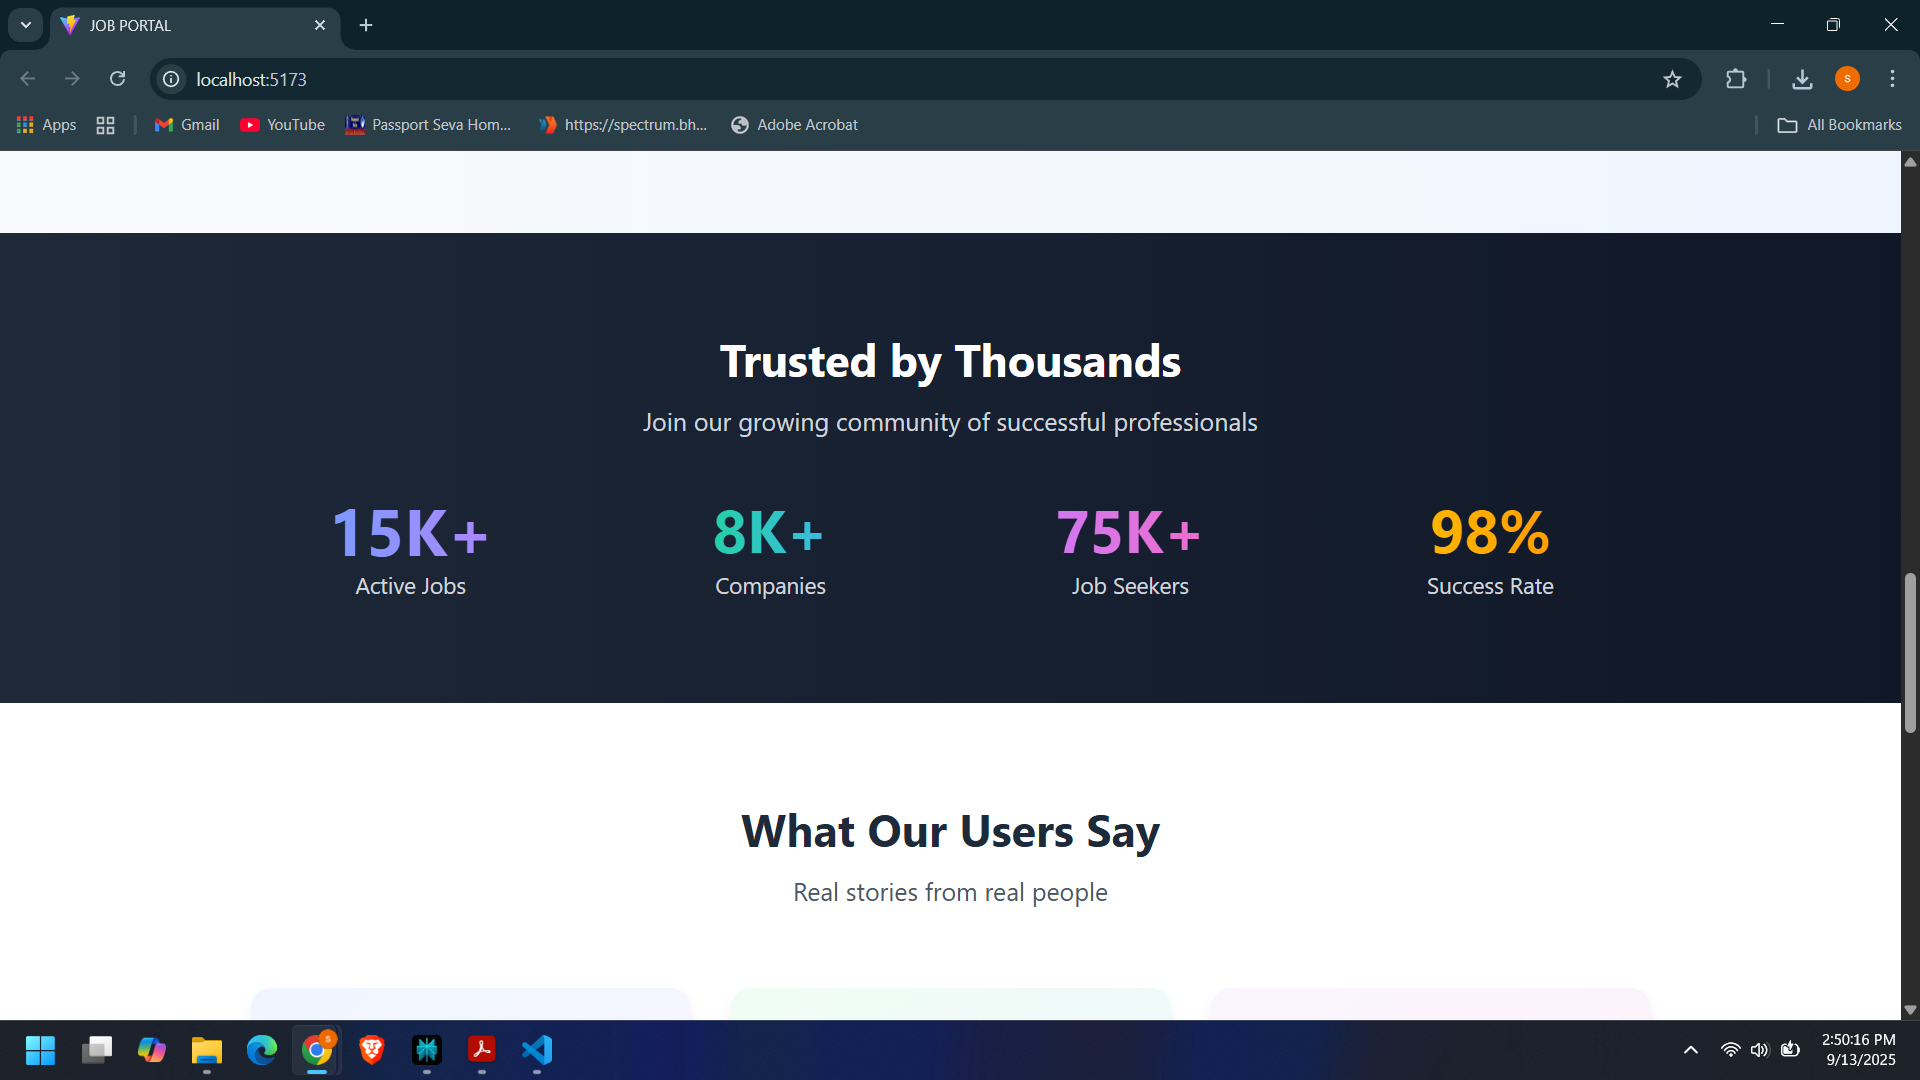 JOB PORTAL
localhost:5173
Apps
Gmail
YouTube
Passport Seva Hom...
https://spectrum.bh...
Adobe Acrobat
All Bookmarks
Trusted by Thousands
Join our growing community of successful professionals
15K+
Active Jobs
8K+
Companies
75K+
Job Seekers
98%
Success Rate
What Our Users Say
Real stories from real people
S
S
2:50:16 PM
9/13/2025